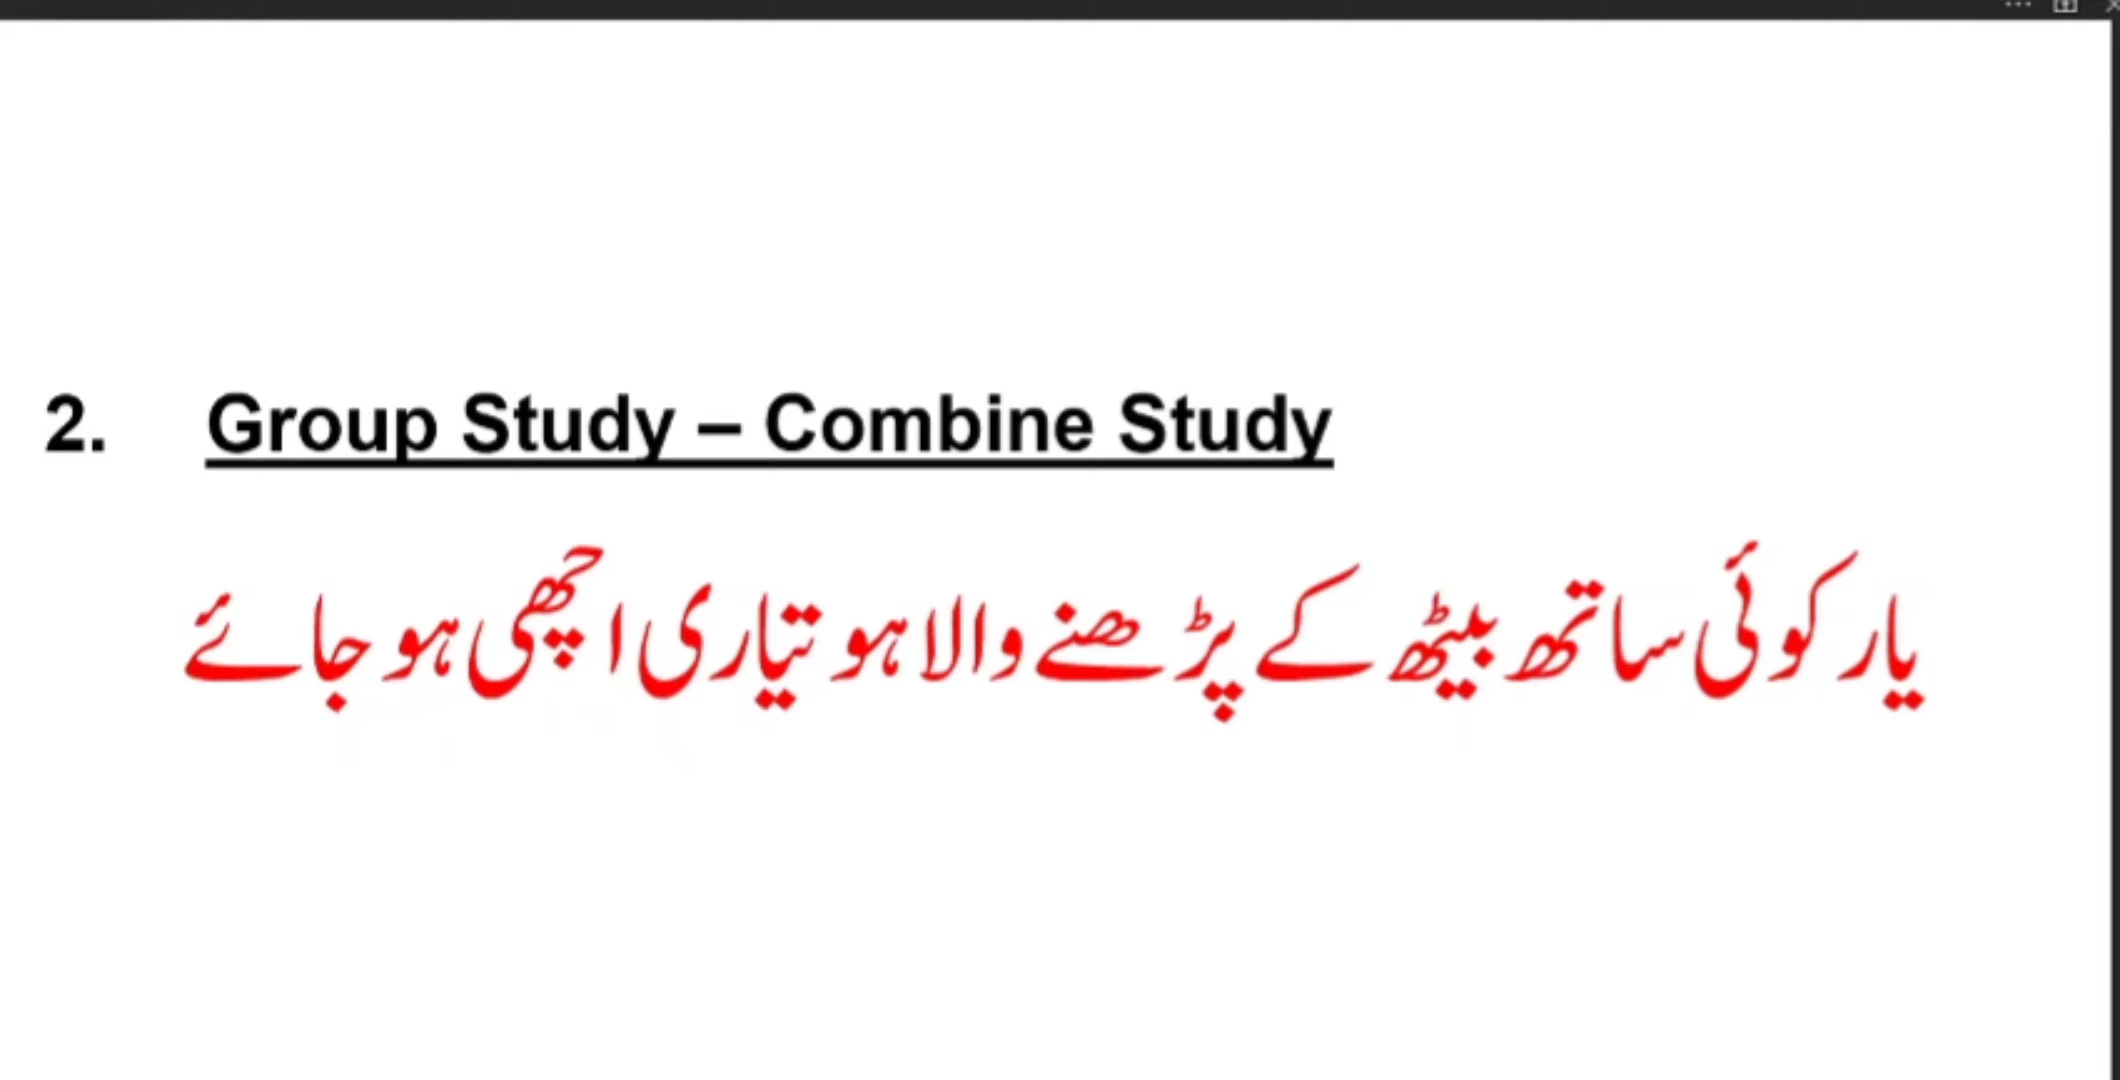 2. Group Study – Combine Study
یار کوئی ساتھ بیٹھ کے پڑھنے والا ہو تیاری اچھی ہو جائے